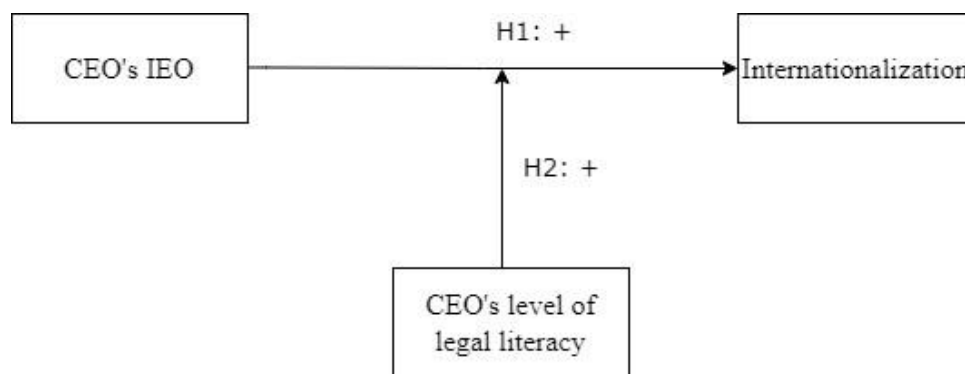 H1: +
CEO's IEO
Internationalization
H2: +
CEO's level of
legal literacy